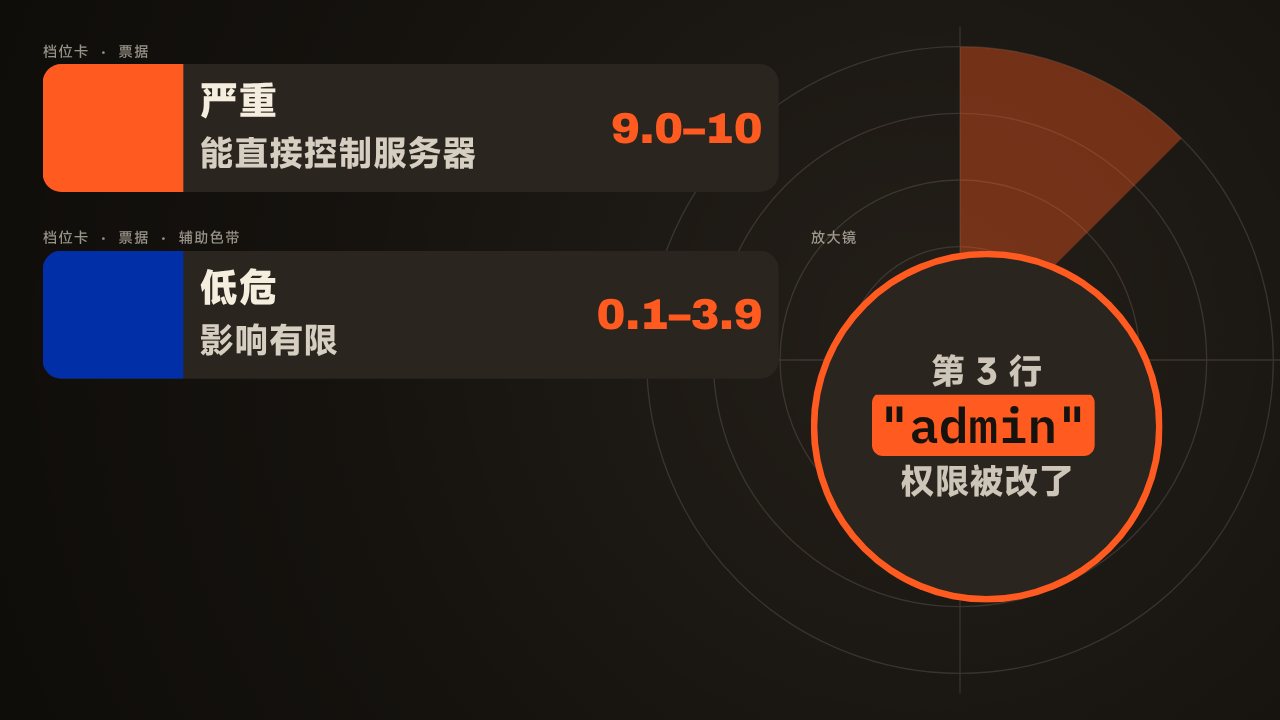 档位卡 · 票据
严重
能直接控制服务器
9.0–10
档位卡 · 票据 · 辅助色带
低危
影响有限
0.1–3.9
放大镜
第 3 行
"admin"
权限被改了